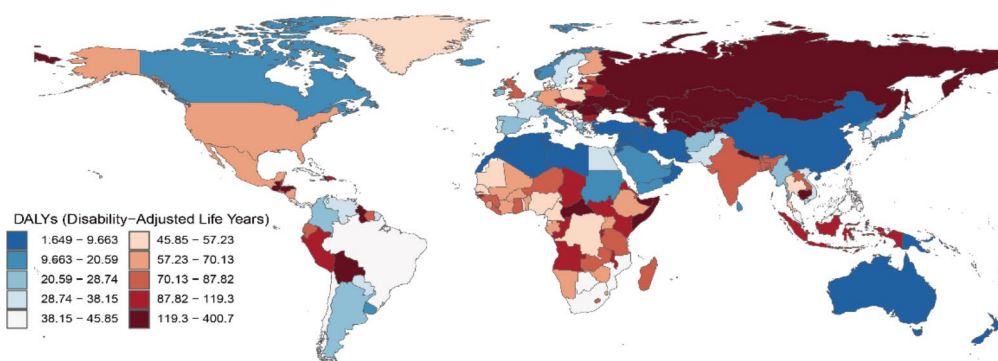 DALYs (Disability-Adjusted Life Years)
1.649 – 9.663
9.663 – 20.59
20.59 – 28.74
28.74 – 38.15
38.15 – 45.85
45.85 – 57.23
57.23 – 70.13
70.13 – 87.82
87.82 – 119.3
119.3 – 400.7